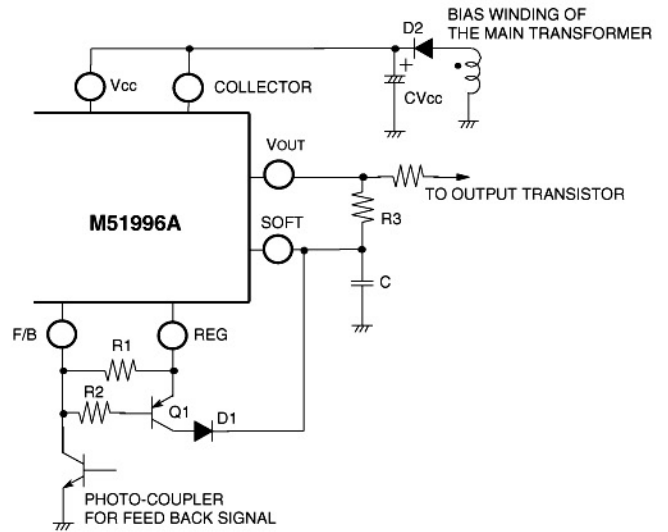 D2
BIAS WINDING OF
THE MAIN TRANSFORMER
Vcc
COLLECTOR
+
CVcc
VOUT
TO OUTPUT TRANSISTOR
R3
M51996A
SOFT
C
F/B
REG
R1
R2
Q1
D1
PHOTO-COUPLER
FOR FEED BACK SIGNAL